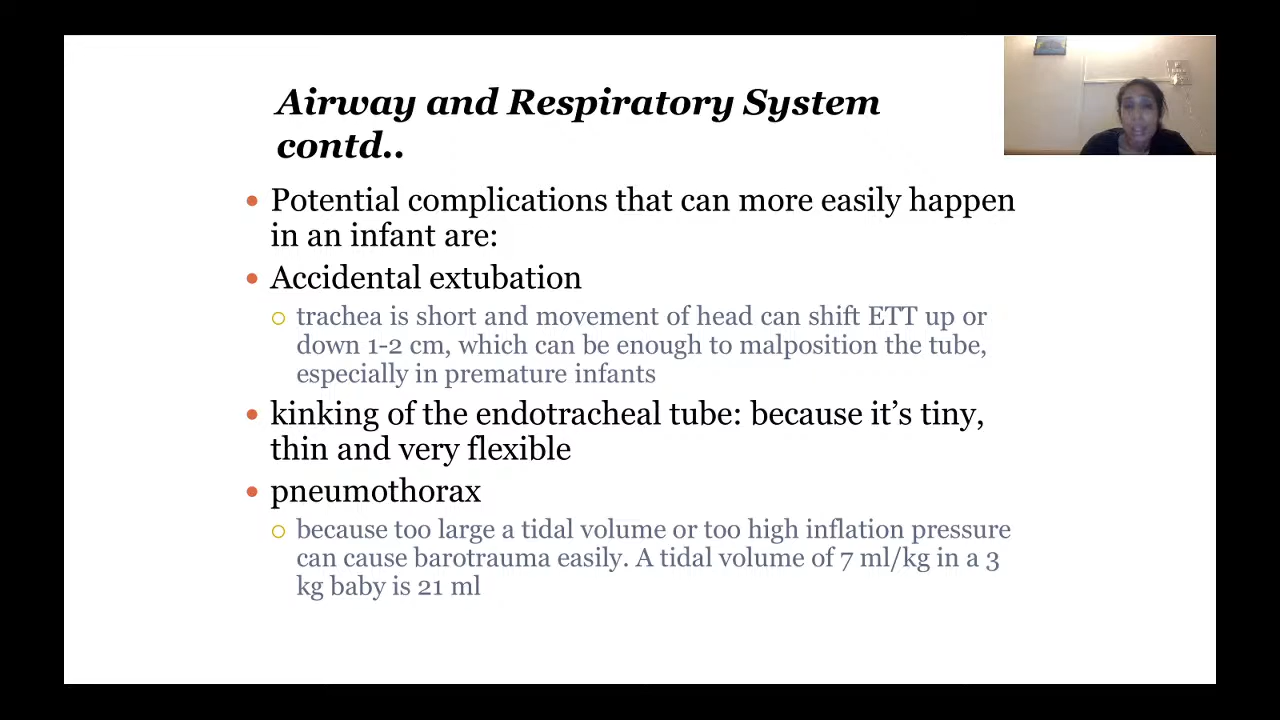 Airway and Respiratory System
contd..
• Potential complications that can more easily happen
in an infant are:
• Accidental extubation
○ trachea is short and movement of head can shift ETT up or
down 1-2 cm, which can be enough to malposition the tube,
especially in premature infants
• kinking of the endotracheal tube: because it’s tiny,
thin and very flexible
• pneumothorax
○ because too large a tidal volume or too high inflation pressure
can cause barotrauma easily. A tidal volume of 7 ml/kg in a 3
kg baby is 21 ml